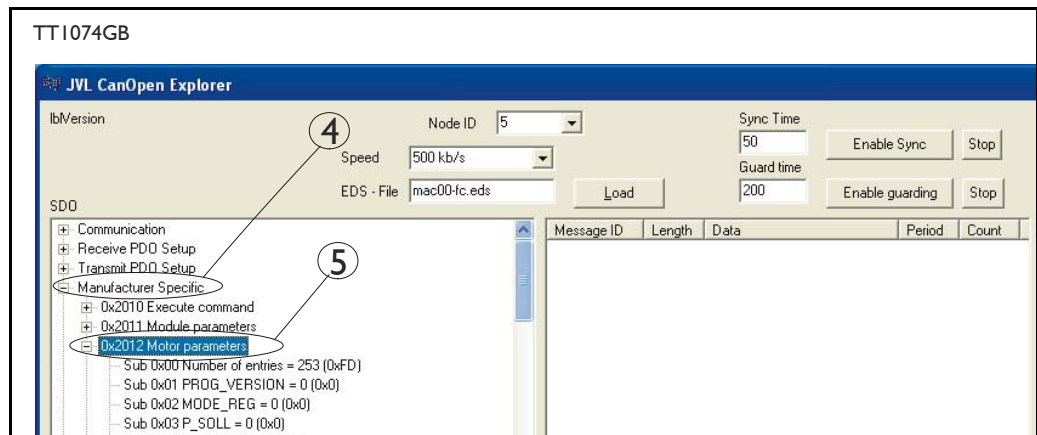 TT1074GB
JVL CanOpen Explorer
lblVersion
Node ID 5
Sync Time
50
Enable Sync
Stop
4
Speed 500 kb/s
Guard time
EDS - File mac00-fc.eds
Load
200
Enable guarding
Stop
SDO
Communication
Receive PDO Setup
Transmit PDO Setup
Manufacturer Specific
0x2010 Execute command
0x2011 Module parameters
0x2012 Motor parameters
Sub 0x00 Number of entries = 253 (0xFD)
Sub 0x01 PROG_VERSION = 0 (0x0)
Sub 0x02 MODE_REG = 0 (0x0)
Sub 0x03 P_SOLL = 0 (0x0)
5
Message ID Length Data Period Count